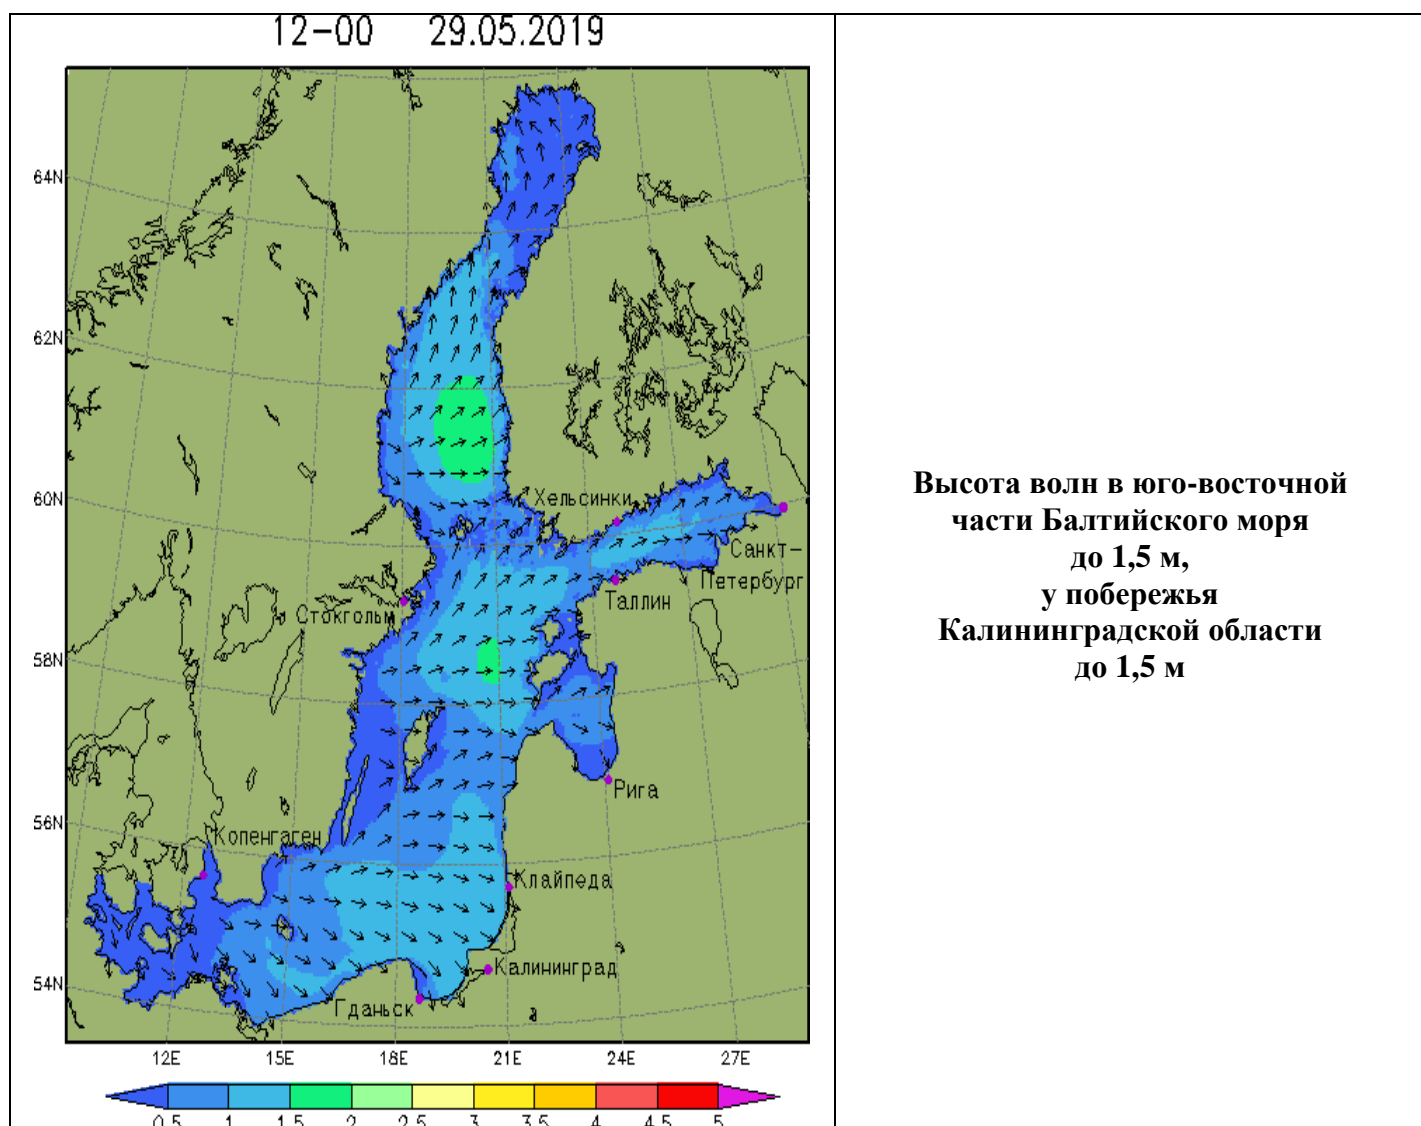 12-00 29.05.2019
64N
62N
60N
58N
56N
54N
Хельсинки
Санкт-
Петербург
Таллин
Стокгольм
Рига
Копенгаген
Клайпеда
Калининград
Гданьск
12E 15E 18E 21E 24E 27E
0.5 1 1.5 2 2.5 3 3.5 4 4.5 5
Высота волн в юго-восточной
части Балтийского моря
до 1,5 м,
у побережья
Калининградской области
до 1,5 м